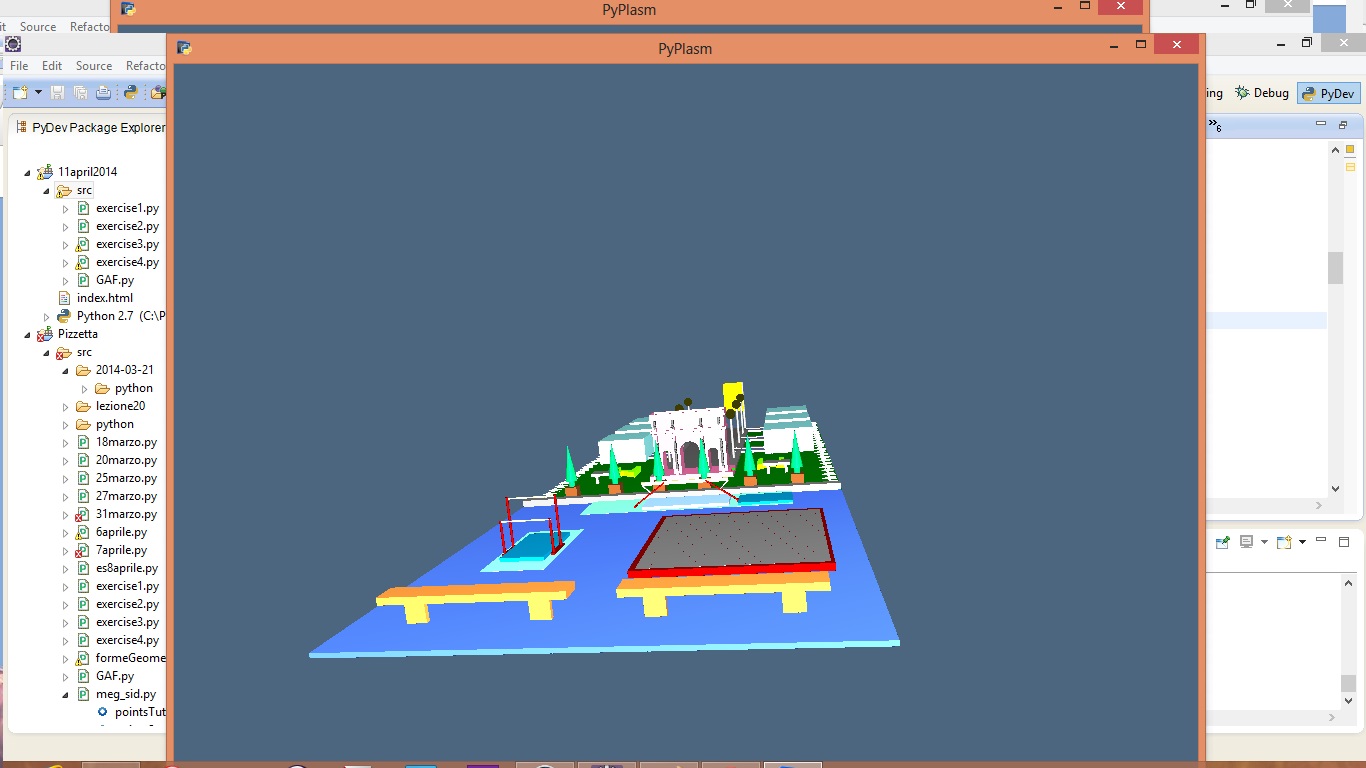 PyPlasm
it Source Refacto
PyPlasm
File Edit Source Refacto
ing Debug PyDev
PyDev Package Explorer
»6
11april2014
src
exercise1.py
exercise2.py
exercise3.py
exercise4.py
GAF.py
index.html
Python 2.7 (C:\P
Pizzetta
src
2014-03-21
python
lezione20
python
18marzo.py
20marzo.py
25marzo.py
27marzo.py
31marzo.py
6aprile.py
7aprile.py
es8aprile.py
exercise1.py
exercise2.py
exercise3.py
exercise4.py
formeGeome
GAF.py
meg_sid.py
pointsTut